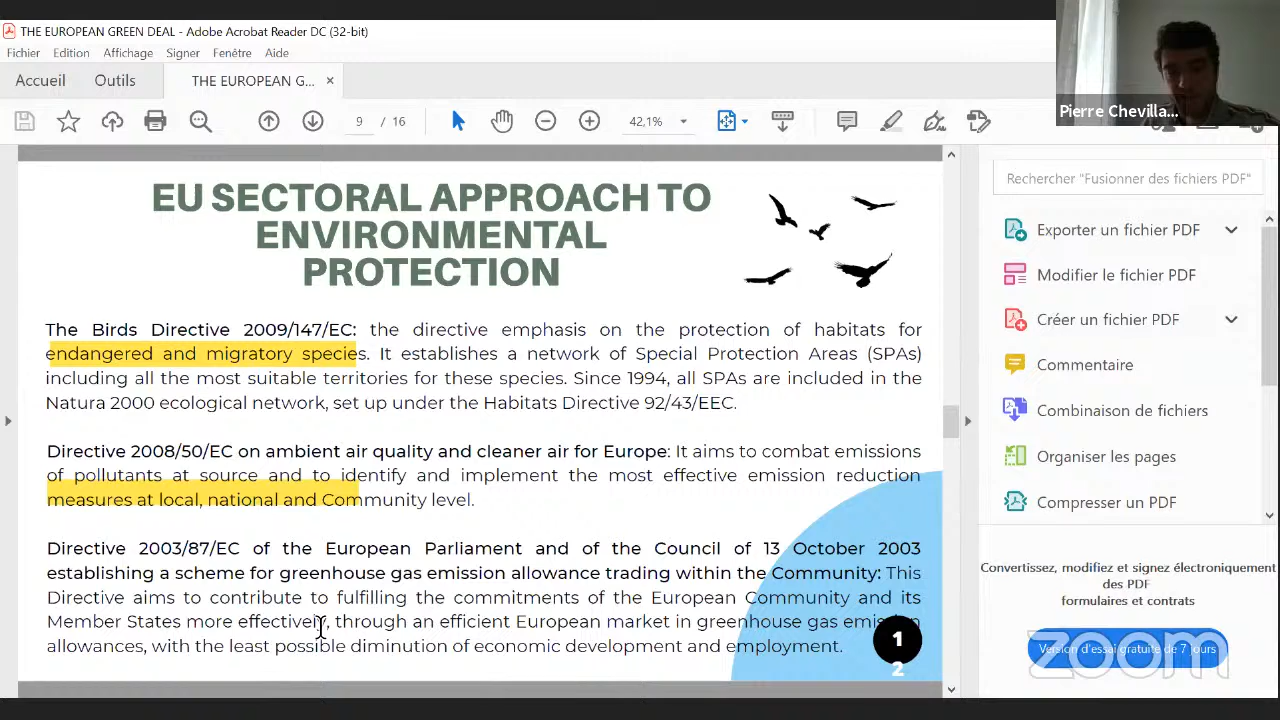 THE EUROPEAN GREEN DEAL - Adobe Acrobat Reader DC (32-bit)
Fichier Edition Affichage Signer Fenêtre Aide
Accueil Outils THE EUROPEAN G... ×
9 / 16 42,1%
Pierre Chevilla...
EU SECTORAL APPROACH TO
ENVIRONMENTAL
PROTECTION
The Birds Directive 2009/147/EC: the directive emphasis on the protection of habitats for
endangered and migratory species. It establishes a network of Special Protection Areas (SPAs)
including all the most suitable territories for these species. Since 1994, all SPAs are included in the
Natura 2000 ecological network, set up under the Habitats Directive 92/43/EEC.
Directive 2008/50/EC on ambient air quality and cleaner air for Europe: It aims to combat emissions
of pollutants at source and to identify and implement the most effective emission reduction
measures at local, national and Community level.
Directive 2003/87/EC of the European Parliament and of the Council of 13 October 2003
establishing a scheme for greenhouse gas emission allowance trading within the Community: This
Directive aims to contribute to fulfilling the commitments of the European Community and its
Member States more effectively, through an efficient European market in greenhouse gas emission
allowances, with the least possible diminution of economic development and employment.
1
2
Rechercher "Fusionner des fichiers PDF"
Exporter un fichier PDF
Modifier le fichier PDF
Créer un fichier PDF
Commentaire
Combinaison de fichiers
Organiser les pages
Compresser un PDF
Convertissez, modifiez et signez électroniquement
des PDF
formulaires et contrats
Version d'essai gratuite de 7 jours
zoom